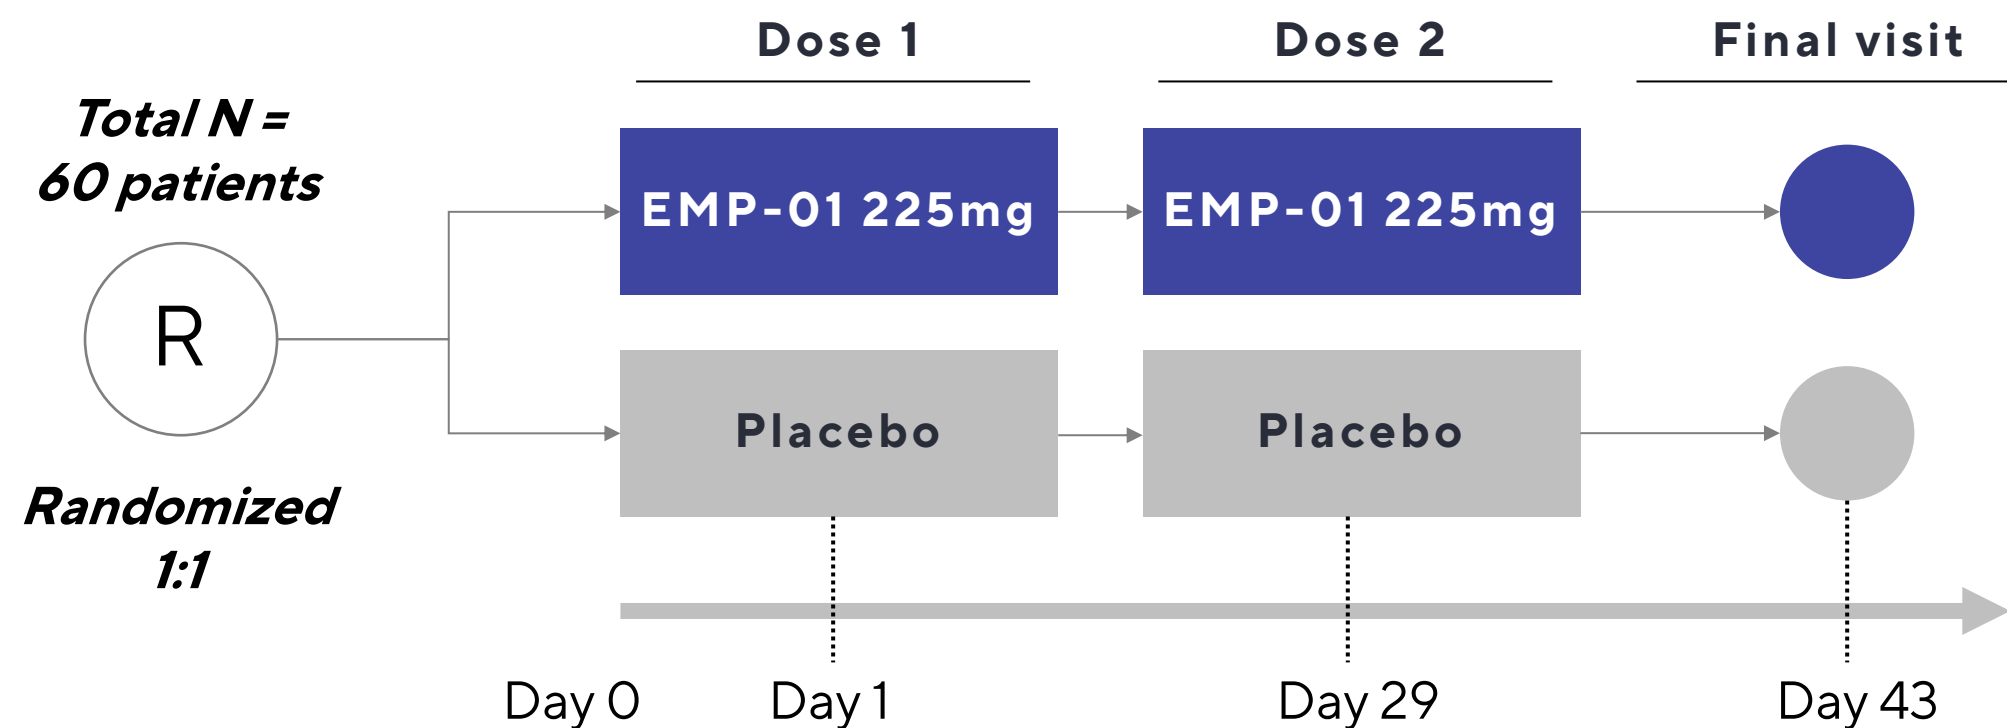 Dose 1
Dose 2
Final visit
Total N =
60 patients
R
Randomized
1:1
EMP-01 225mg
EMP-01 225mg
Placebo
Placebo
Day 0
Day 1
Day 29
Day 43